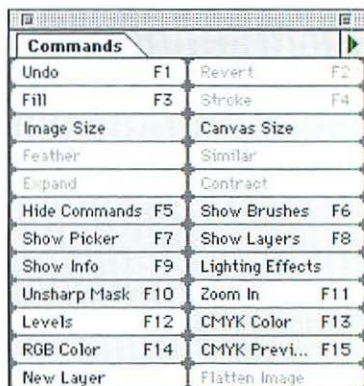 Commands
Undo F1 Revert F2
Fill F3 Stroke F4
Image Size Canvas Size
Feather Similar
Expand Contract
Hide Commands F5 Show Brushes F6
Show Picker F7 Show Layers F8
Show Info F9 Lighting Effects
Unsharp Mask F10 Zoom In F11
Levels F12 CMYK Color F13
RGB Color F14 CMYK Previ... F15
New Layer Flatten Image